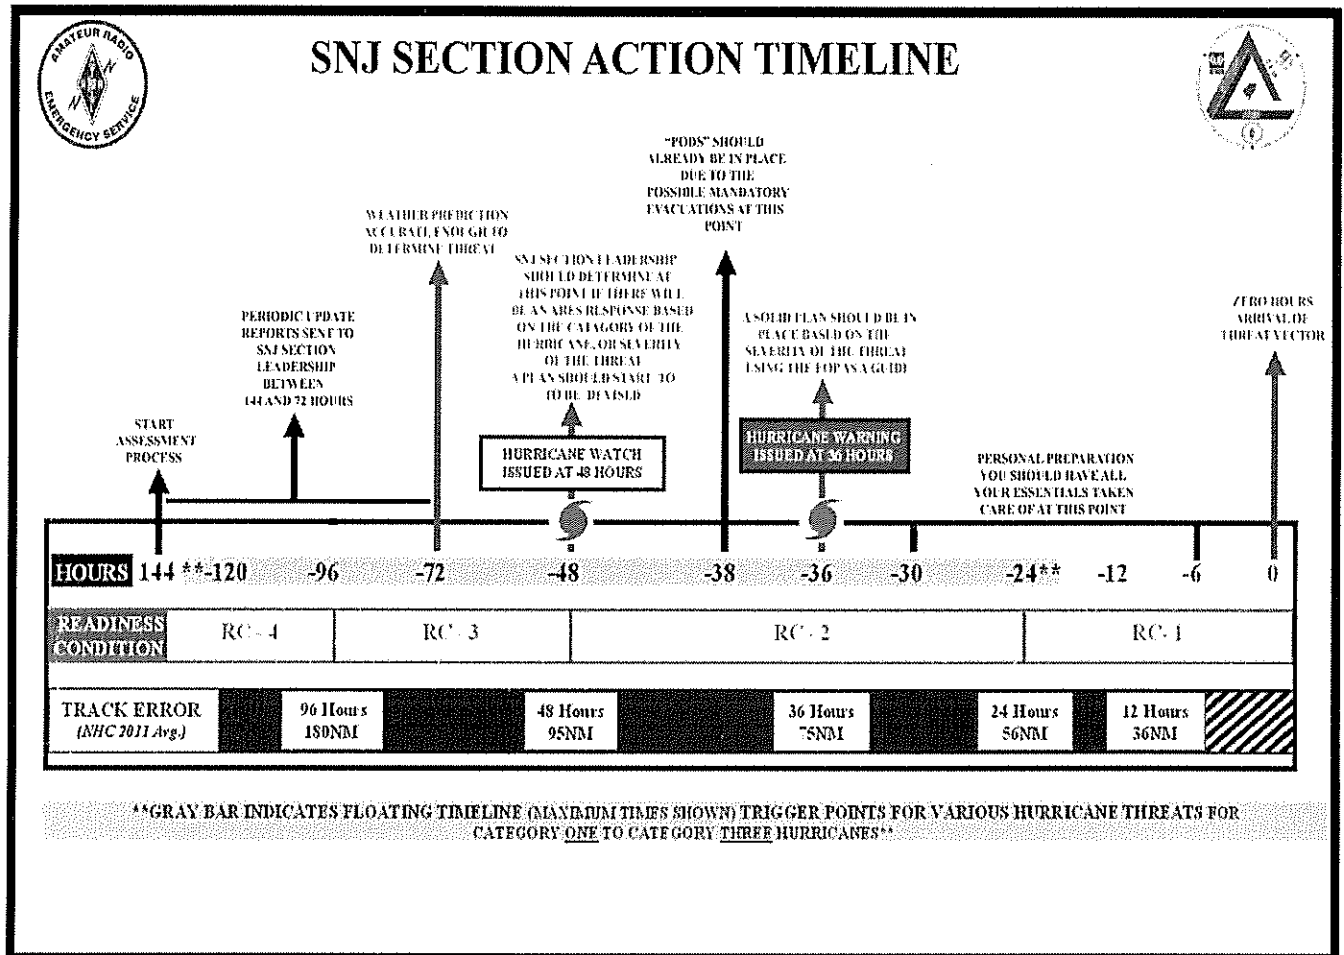 SNJ SECTION ACTION TIMELINE
AMATEUR RADIO
EMERGENCY SERVICE
"PODS" SHOULD
ALREADY BE IN PLACE
DUE TO THE
POSSIBLE MANDATORY
EVACUATIONS AT THIS
POINT
WEATHER PREDICTION
ACCURATE ENOUGH TO
DETERMINE THREAT
SNJ SECTION LEADERSHIP
SHOULD DETERMINE AT
THIS POINT IF THERE WILL
BE AN ARES RESPONSE BASED
ON THE CATAGORY OF THE
HURRICANE, OR SEVERITY
OF THE THREAT
A PLAN SHOULD START TO
TO BE DEVISED
PERIODIC UPDATE
REPORTS SENT TO
SNJ SECTION
LEADERSHIP
BETWEEN
144 AND 72 HOURS
A SOLID PLAN SHOULD BE IN
PLACE BASED ON THE
SEVERITY OF THE THREAT
USING THE EOP AS A GUIDE
ZERO HOURS
ARRIVAL OF
THREAT VECTOR
START
ASSESSMENT
PROCESS
HURRICANE WATCH
ISSUED AT 48 HOURS
HURRICANE WARNING
ISSUED AT 36 HOURS
PERSONAL PREPARATION
YOU SHOULD HAVE ALL
YOUR ESSENTIALS TAKEN
CARE OF AT THIS POINT
HOURS 144 **-120 -96 -72 -48 -38 -36 -30 -24** -12 -6 0
READINESS
CONDITION
RC - 4 RC - 3 RC - 2 RC - 1
TRACK ERROR
(NHC 2011 Avg.)
96 Hours
180NM
48 Hours
95NM
36 Hours
75NM
24 Hours
56NM
12 Hours
36NM
**GRAY BAR INDICATES FLOATING TIMELINE (MAXIMUM TIMES SHOWN) TRIGGER POINTS FOR VARIOUS HURRICANE THREATS FOR
CATEGORY ONE TO CATEGORY THREE HURRICANES**